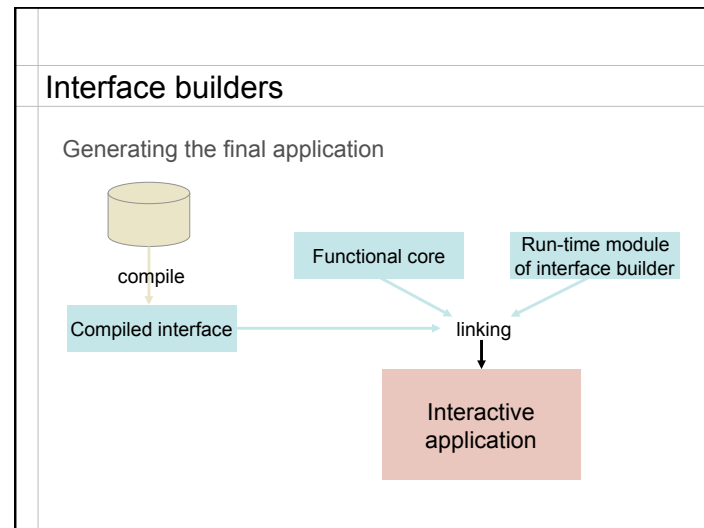 Interface builders
Generating the final application
compile
Functional core
Run-time module
of interface builder
Compiled interface
linking
Interactive
application